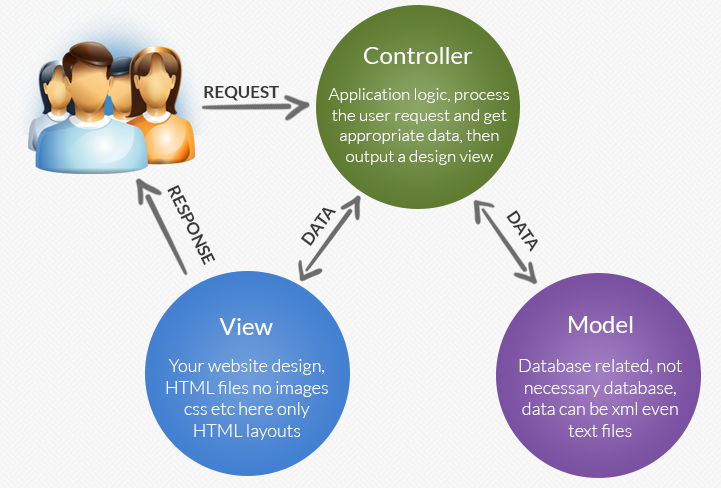 REQUEST
Controller
Application logic, process
the user request and get
appropriate data, then
output a design view
RESPONSE
DATA
DATA
View
Your website design,
HTML files no images
css etc here only
HTML layouts
Model
Database related, not
necessary database,
data can be xml even
text files